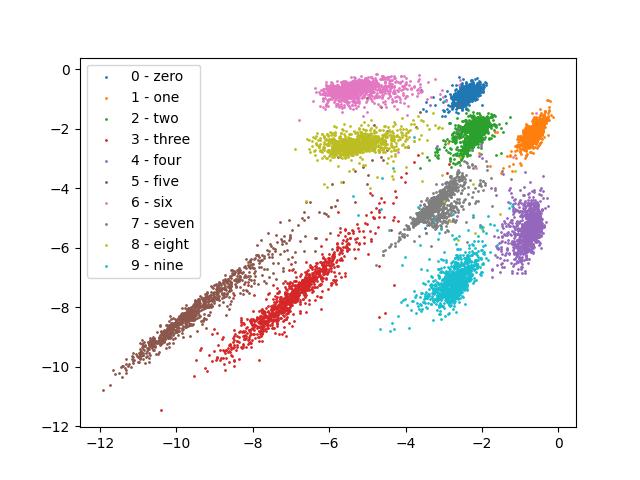 0 - zero
1 - one
2 - two
3 - three
4 - four
5 - five
6 - six
7 - seven
8 - eight
9 - nine
0
−2
−4
−6
−8
−10
−12
−12 −10 −8 −6 −4 −2 0